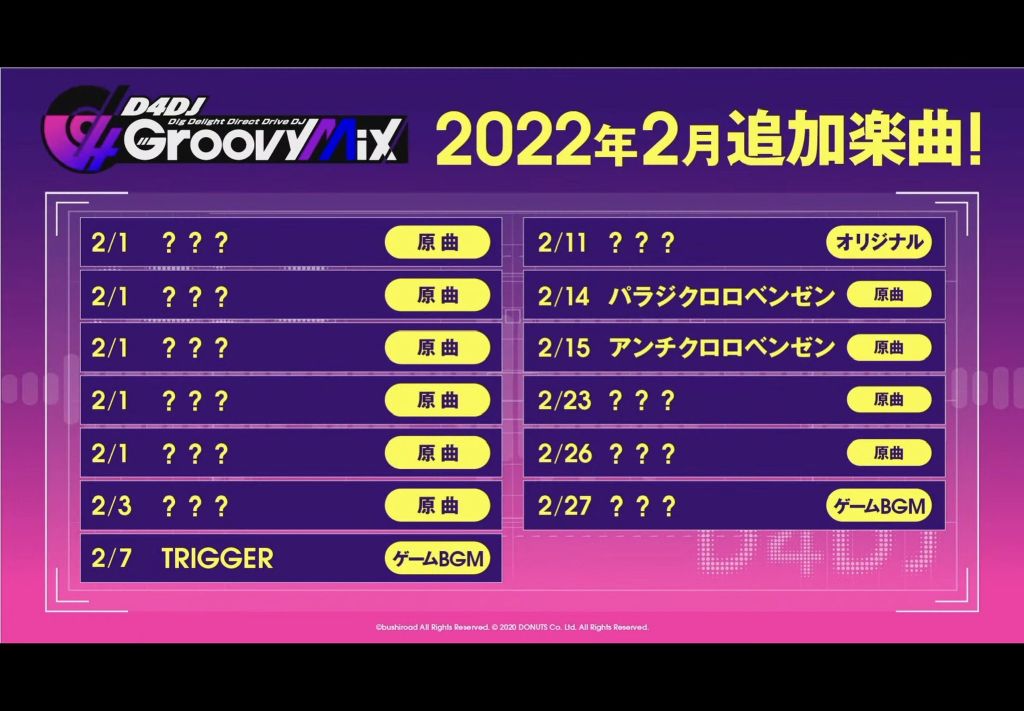 D4DJ
Dig Delight Direct Drive DJ
Groovy Mix
2022年2月追加楽曲!
2/1 ? ? ? 原曲
2/1 ? ? ? 原曲
2/1 ? ? ? 原曲
2/1 ? ? ? 原曲
2/1 ? ? ? 原曲
2/3 ? ? ? 原曲
2/7 TRIGGER ゲームBGM
2/11 ? ? ? オリジナル
2/14 パラジクロロベンゼン 原曲
2/15 アンチクロロベンゼン 原曲
2/23 ? ? ? 原曲
2/26 ? ? ? 原曲
2/27 ? ? ? ゲームBGM
D4DJ
©bushiroad All Rights Reserved. © 2020 DONUTS Co. Ltd. All Rights Reserved.